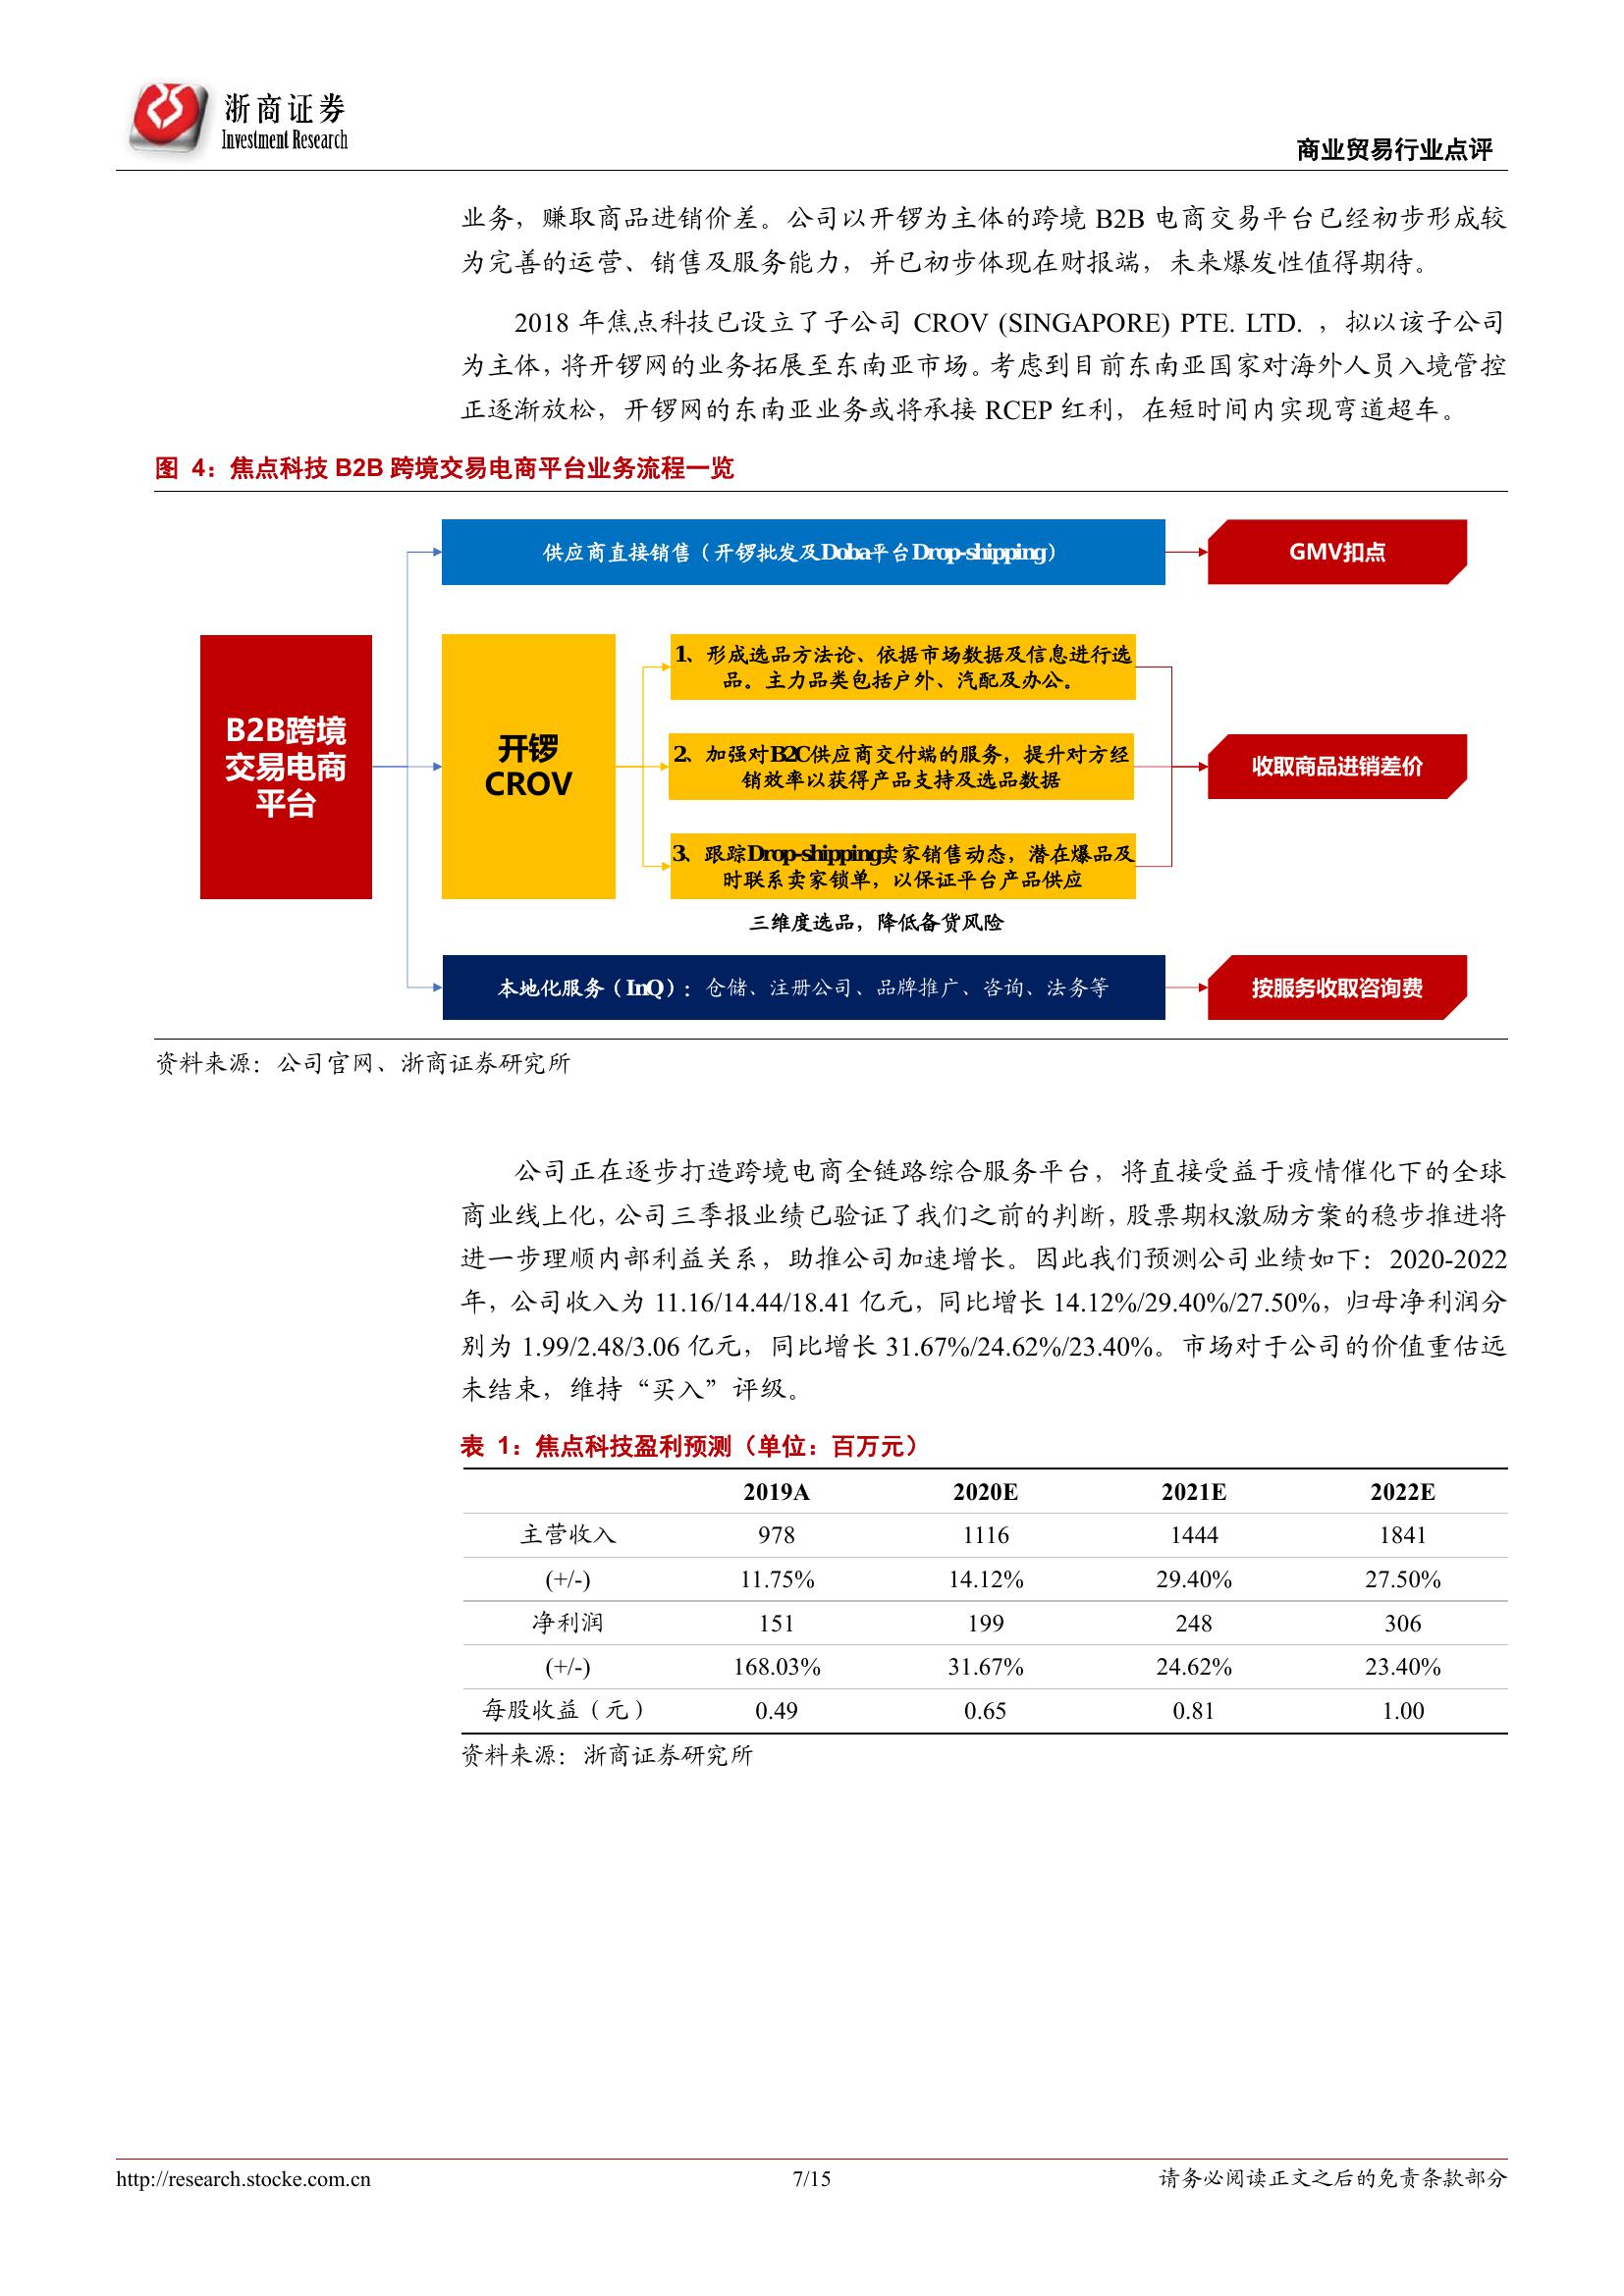 浙商证券
Investment Research
商业贸易行业点评
业务，赚取商品进销价差。公司以开锣为主体的跨境 B2B 电商交易平台已经初步形成较
为完善的运营、销售及服务能力，并已初步体现在财报端，未来爆发性值得期待。
2018 年焦点科技已设立了子公司 CROV (SINGAPORE) PTE. LTD. ，拟以该子公司
为主体，将开锣网的业务拓展至东南亚市场。考虑到目前东南亚国家对海外人员入境管控
正逐渐放松，开锣网的东南亚业务或将承接 RCEP 红利，在短时间内实现弯道超车。
图 4：焦点科技 B2B 跨境交易电商平台业务流程一览
供应商直接销售（开锣批发及Doba平台Drop-shipping）
GMV扣点
B2B跨境
交易电商
平台
开锣
CROV
1、形成选品方法论、依据市场数据及信息进行选
品。主力品类包括户外、汽配及办公。
2、加强对B2C供应商交付端的服务，提升对方经
销效率以获得产品支持及选品数据
3、跟踪Drop-shipping卖家销售动态，潜在爆品及
时联系卖家锁单，以保证平台产品供应
收取商品进销差价
三维度选品，降低备货风险
本地化服务（InQ）：仓储、注册公司、品牌推广、咨询、法务等
按服务收取咨询费
资料来源：公司官网、浙商证券研究所
公司正在逐步打造跨境电商全链路综合服务平台，将直接受益于疫情催化下的全球
商业线上化，公司三季报业绩已验证了我们之前的判断，股票期权激励方案的稳步推进将
进一步理顺内部利益关系，助推公司加速增长。因此我们预测公司业绩如下：2020-2022
年，公司收入为 11.16/14.44/18.41 亿元，同比增长 14.12%/29.40%/27.50%，归母净利润分
别为 1.99/2.48/3.06 亿元，同比增长 31.67%/24.62%/23.40%。市场对于公司的价值重估远
未结束，维持“买入”评级。
表 1：焦点科技盈利预测（单位：百万元）
2019A 2020E 2021E 2022E
主营收入 978 1116 1444 1841
(+/-) 11.75% 14.12% 29.40% 27.50%
净利润 151 199 248 306
(+/-) 168.03% 31.67% 24.62% 23.40%
每股收益（元） 0.49 0.65 0.81 1.00
资料来源：浙商证券研究所
http://research.stocke.com.cn 7/15 请务必阅读正文之后的免责条款部分